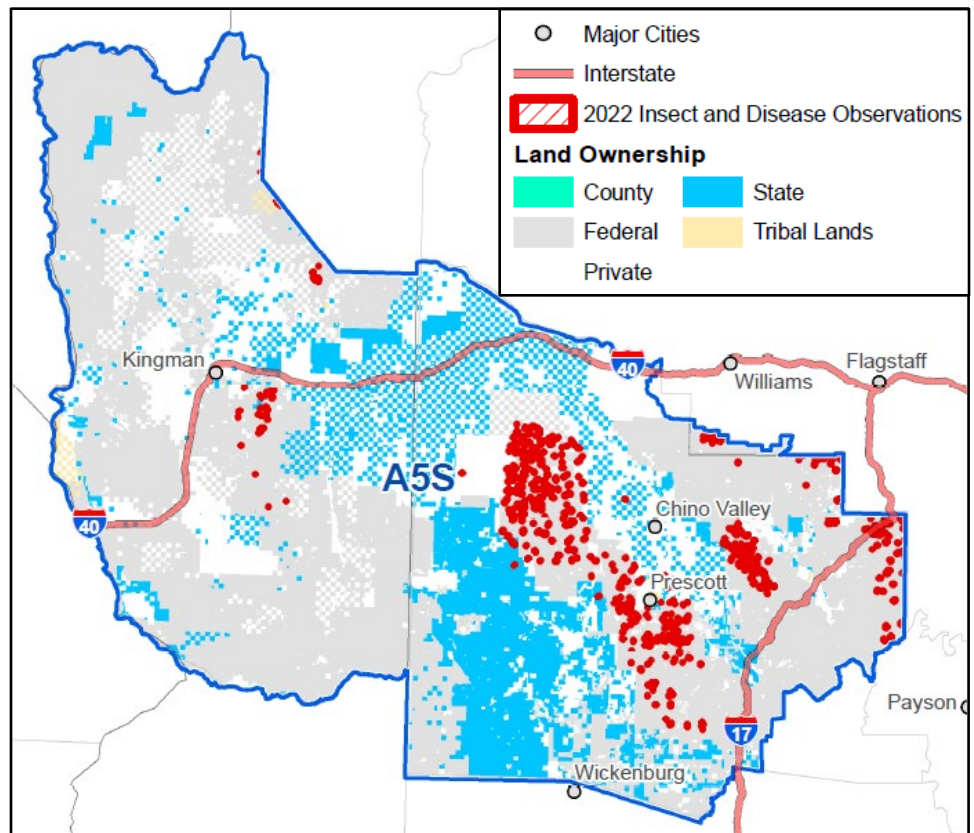 Major Cities
Interstate
2022 Insect and Disease Observations
Land Ownership
County State
Federal Tribal Lands
Private
Kingman
40
Williams
Flagstaff
A5S
40
Chino Valley
Prescott
Payson
17
Wickenburg